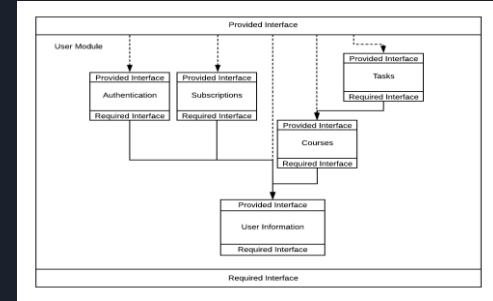 Provided Interface
User Module
Provided Interface
Tasks
Required Interface
Provided Interface
Authentication
Required Interface
Provided Interface
Subscriptions
Required Interface
Provided Interface
Courses
Required Interface
Provided Interface
User Information
Required Interface
Required Interface